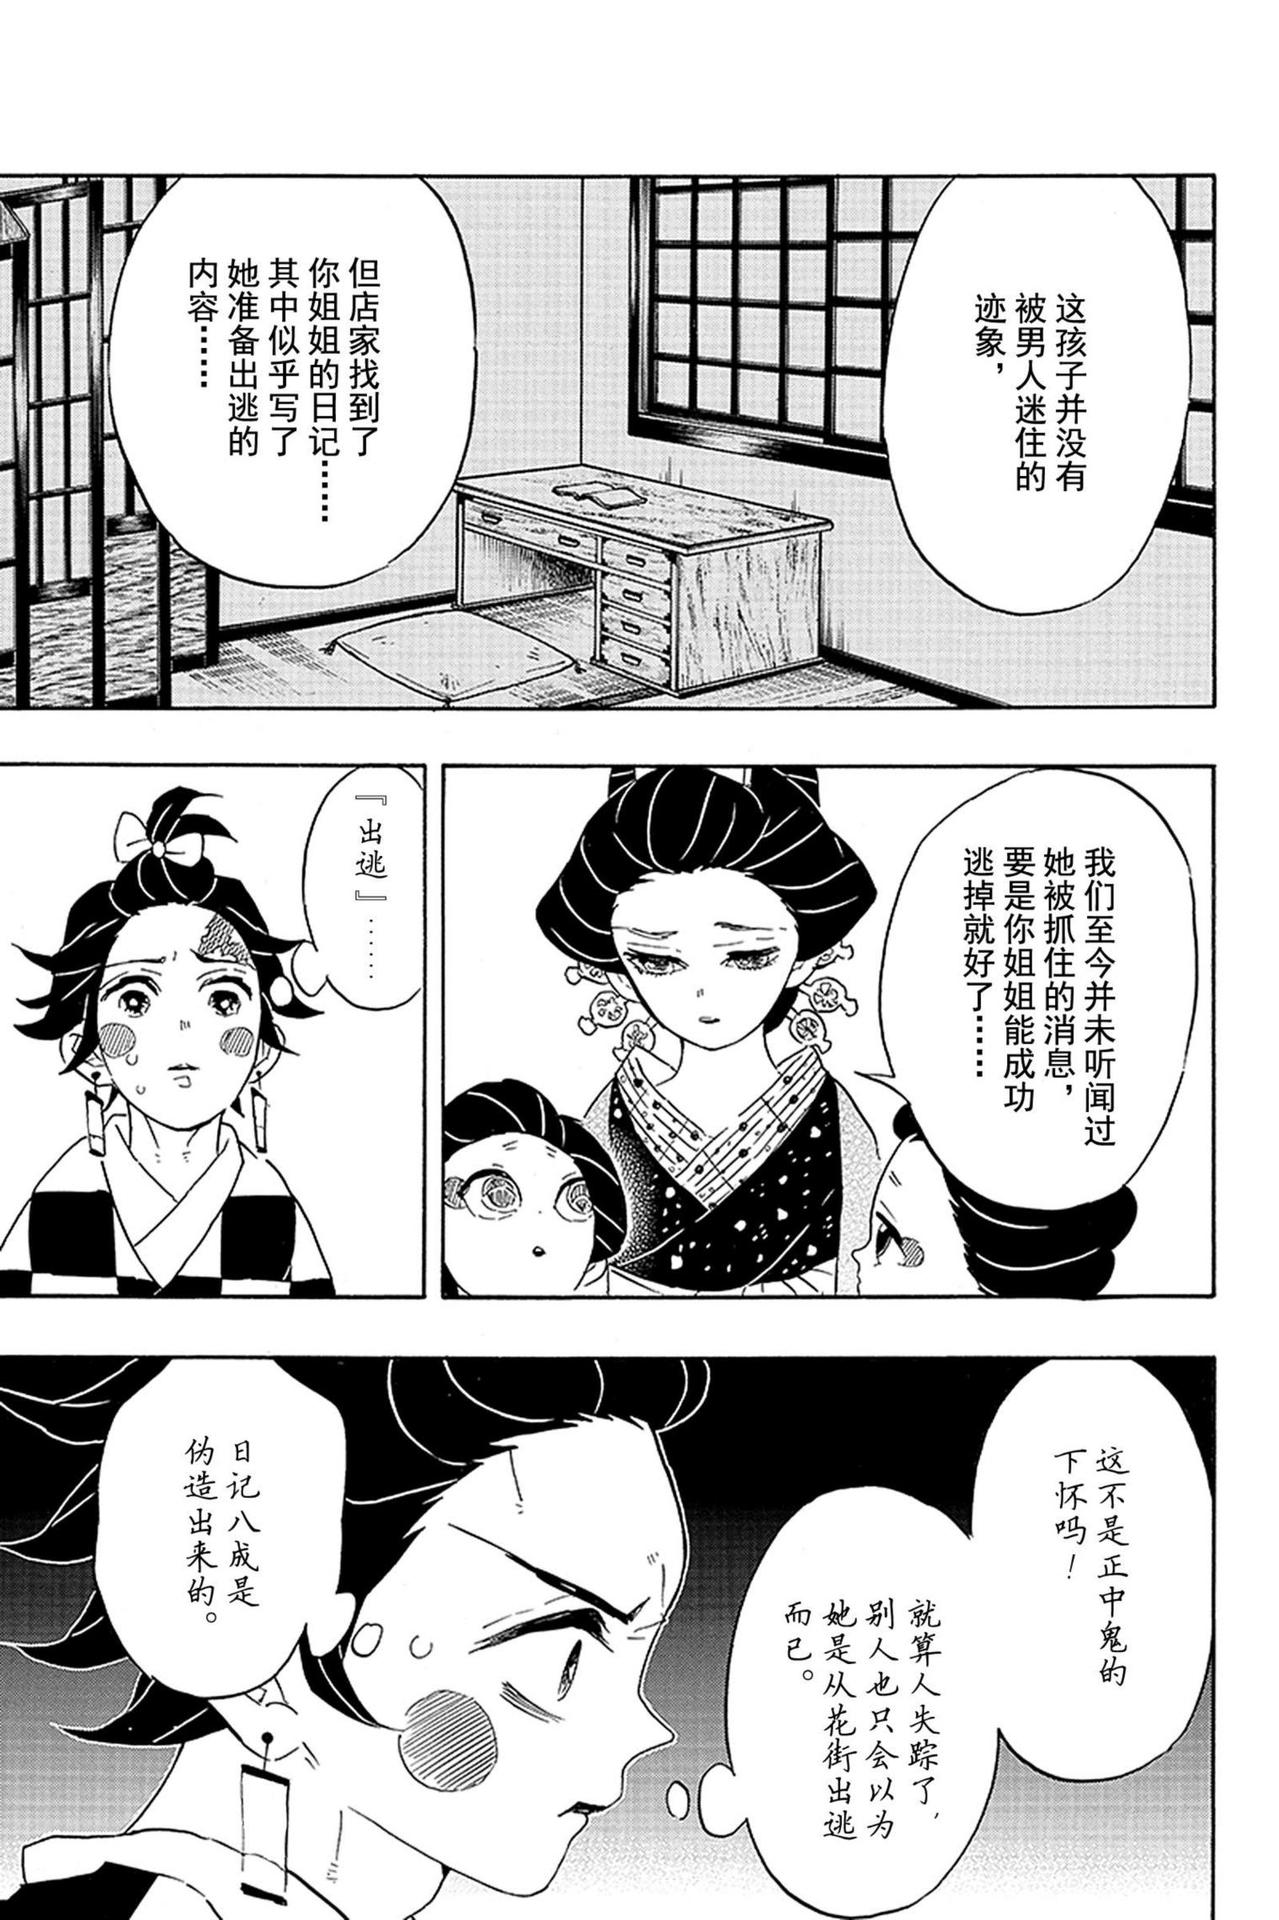 这孩子并没有
被男人迷住的
迹象，
但店家找到了
你姐姐的日记……
其中似乎写了
她准备出逃的
内容……
我们至今并未听闻过
她被抓住的消息，
要是你姐姐能成功
逃掉就好了……
『出逃』……
这不是正中鬼的
下怀吗！
就算人失踪了，
别人也只会以为
她是从花街出逃
而已。
日记八成是
伪造出来的。